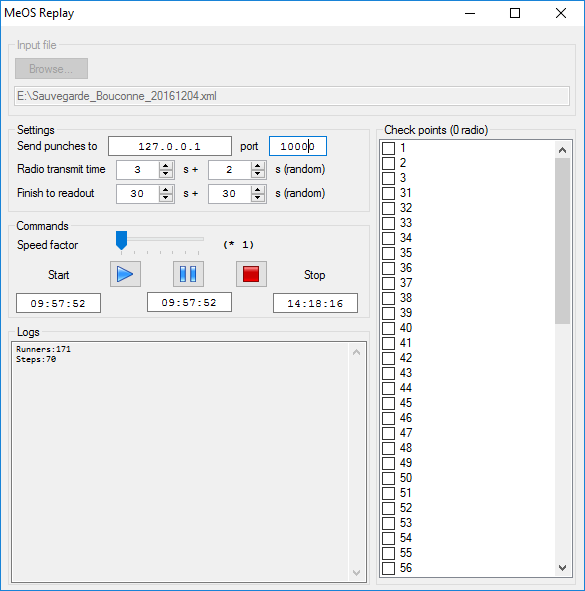 MeOS Replay
Input file
Browse...
E:\Sauvegarde_Bouconne_20161204.xml
Settings
Send punches to 127.0.0.1 port 10000
Radio transmit time 3 s + 2 s (random)
Finish to readout 30 s + 30 s (random)
Commands
Speed factor (* 1)
Start Stop
09:57:52 09:57:52 14:18:16
Logs
Runners:171
Steps:70
Check points (0 radio)
1
2
3
31
32
33
34
35
36
37
38
39
40
41
42
43
44
45
46
47
48
49
50
51
52
53
54
55
56